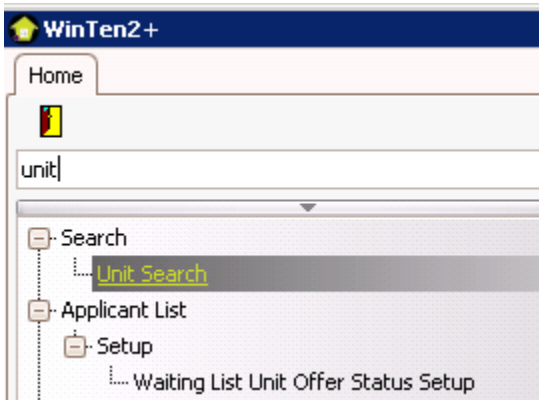 WinTen2+
Home
unit
Search
Unit Search
Applicant List
Setup
Waiting List Unit Offer Status Setup